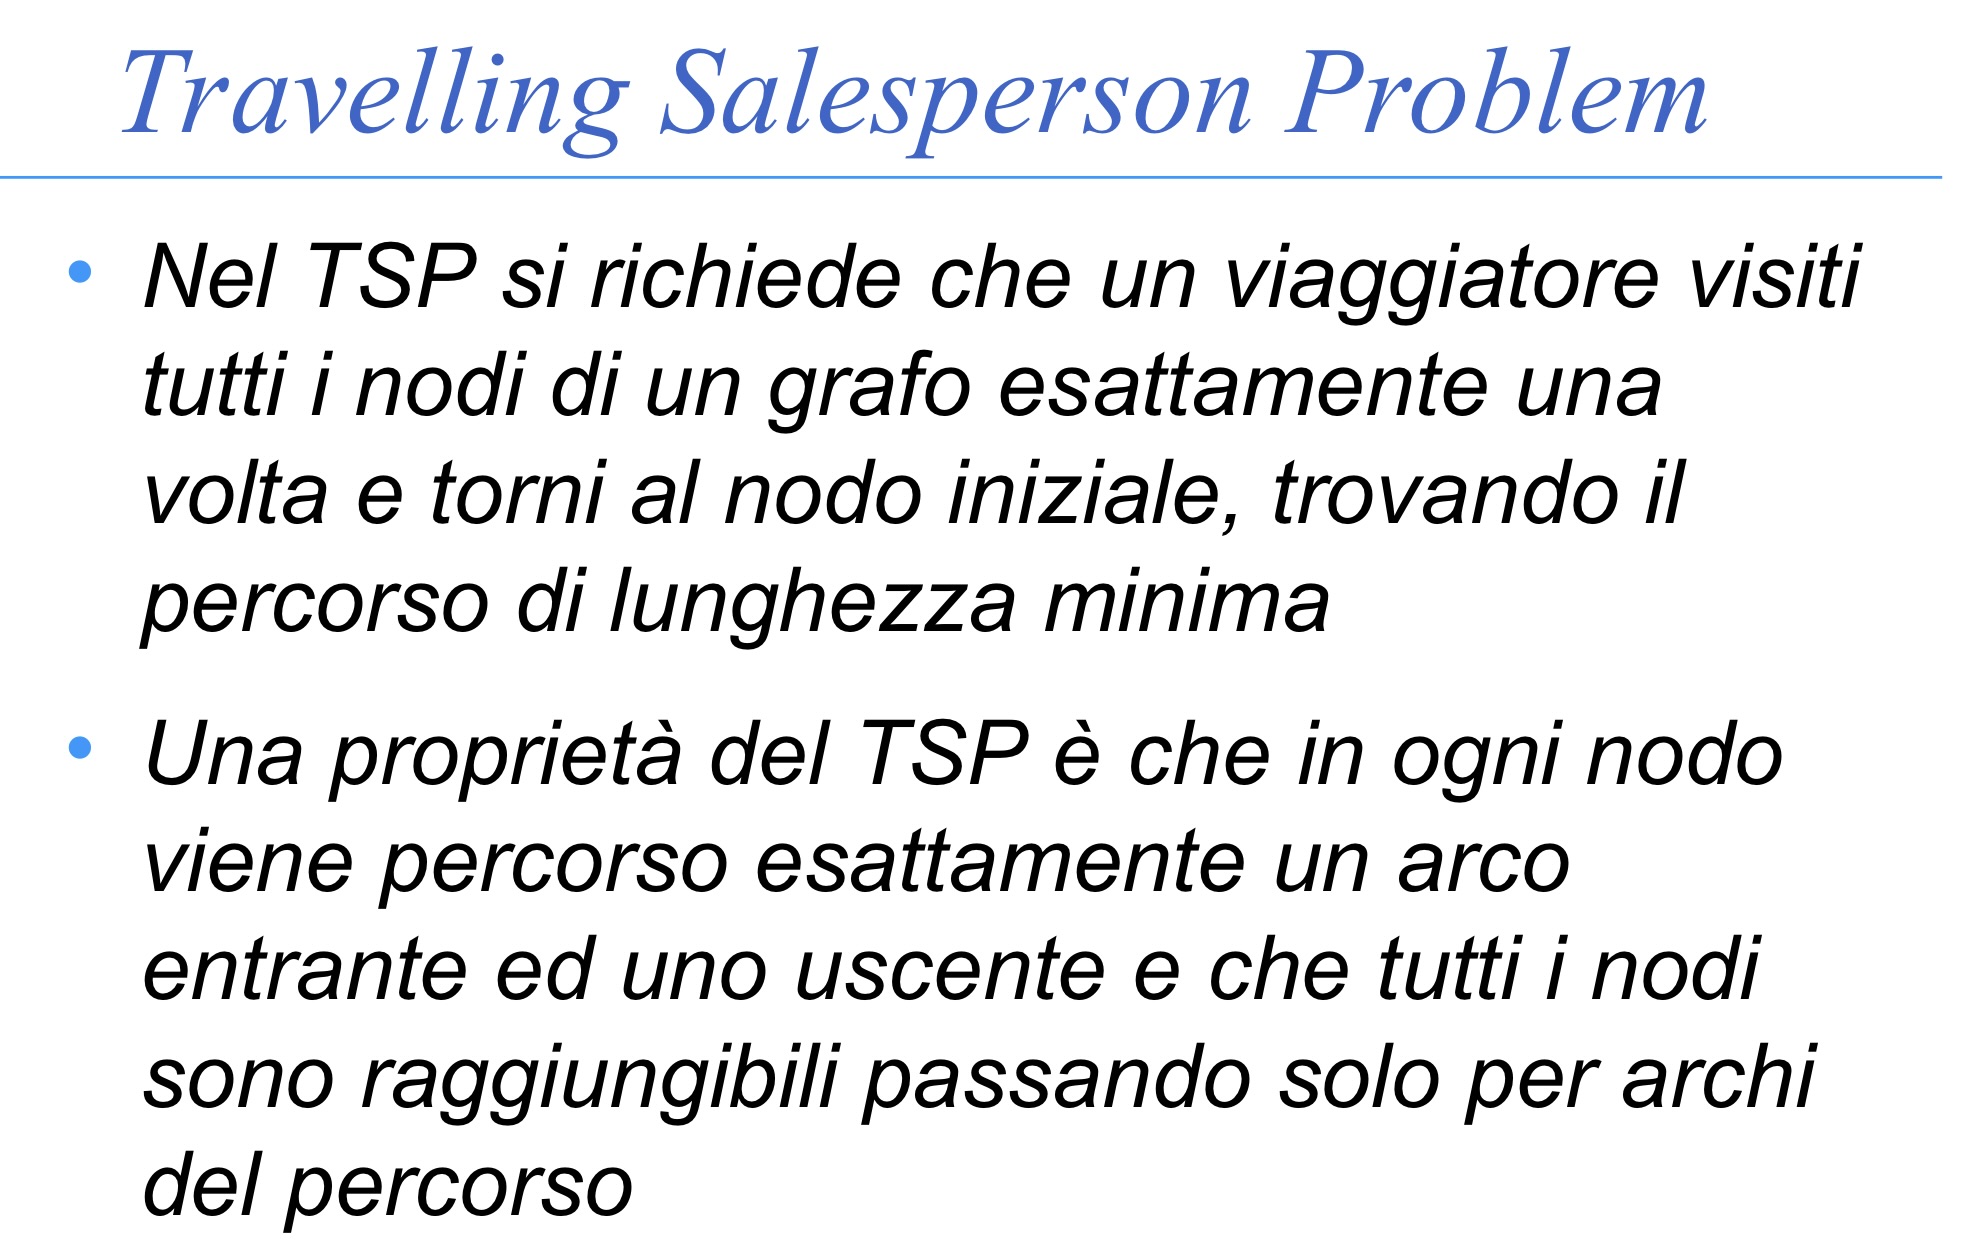 Travelling Salesperson Problem
• Nel TSP si richiede che un viaggiatore visiti
tutti i nodi di un grafo esattamente una
volta e torni al nodo iniziale, trovando il
percorso di lunghezza minima
• Una proprietà del TSP è che in ogni nodo
viene percorso esattamente un arco
entrante ed uno uscente e che tutti i nodi
sono raggiungibili passando solo per archi
del percorso